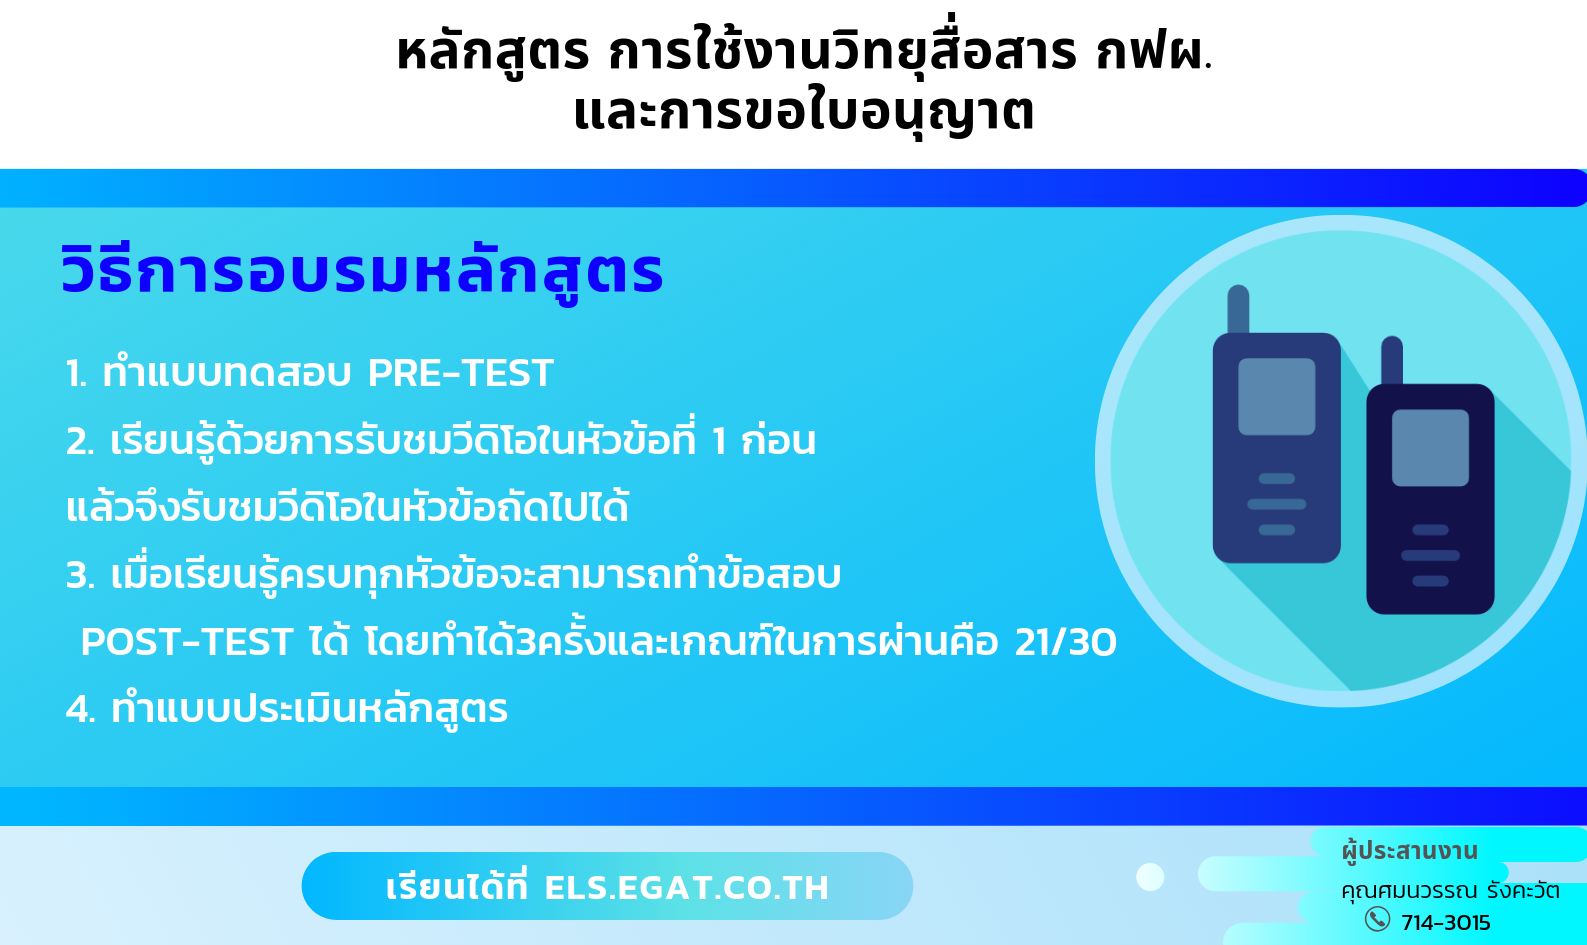 หลักสูตร การใช้งานวิทยุสื่อสาร กฟผ.
และการขอใบอนุญาต
วิธีการอบรมหลักสูตร
1. ทำแบบทดสอบ PRE-TEST
2. เรียนรู้ด้วยการรับชมวีดิโอในหัวข้อที่ 1 ก่อน
แล้วจึงรับชมวีดิโอในหัวข้อถัดไปได้
3. เมื่อเรียนรู้ครบทุกหัวข้อจะสามารถทำข้อสอบ
POST-TEST ได้ โดยทำได้3ครั้งและเกณฑ์ในการผ่านคือ 21/30
4. ทำแบบประเมินหลักสูตร
เรียนได้ที่ ELS.EGAT.CO.TH
ผู้ประสานงาน
คุณศมนวรรณ รังคะวัต
714-3015